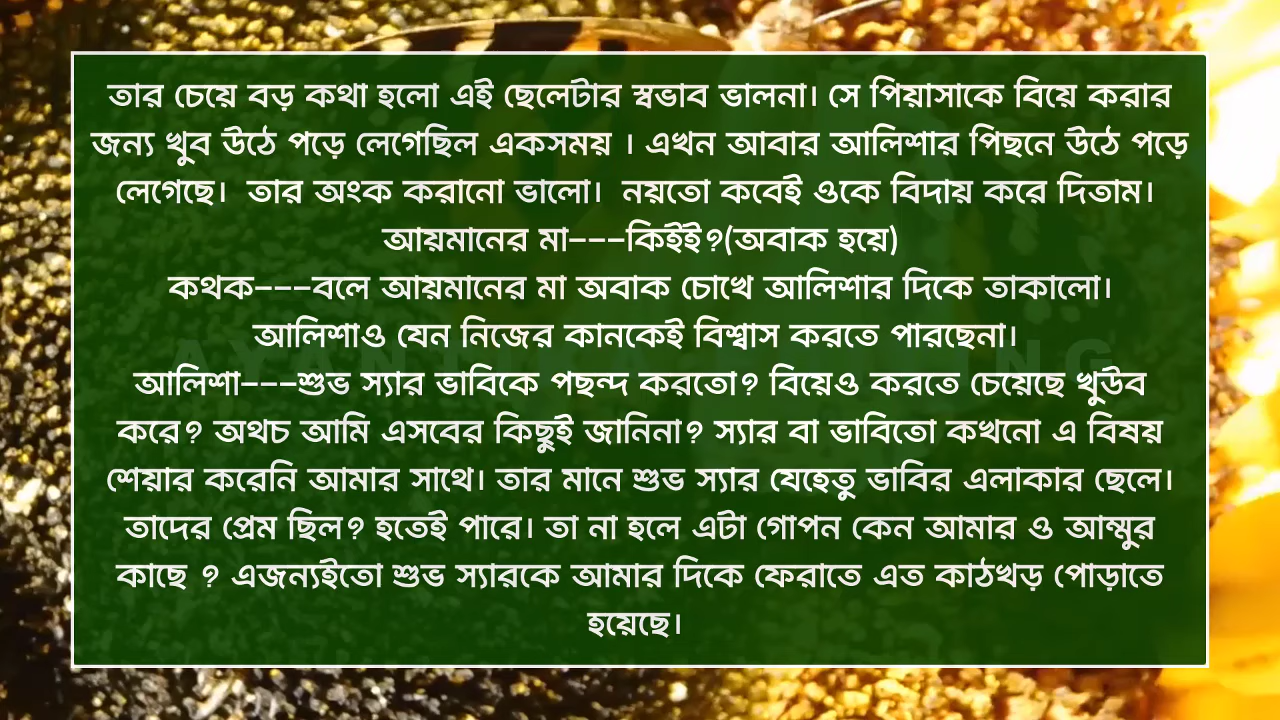 তার চেয়ে বড় কথা হলো এই ছেলেটার স্বভাব ভালনা। সে পিয়াসাকে বিয়ে করার
জন্য খুব উঠে পড়ে লেগেছিল একসময় । এখন আবার আলিশার পিছনে উঠে পড়ে
লেগেছে। তার অংক করানো ভালো। নয়তো কবেই ওকে বিদায় করে দিতাম।
আয়মানের মা---কিইই?(অবাক হয়ে)
কথক---বলে আয়মানের মা অবাক চোখে আলিশার দিকে তাকালো।
আলিশাও যেন নিজের কানকেই বিশ্বাস করতে পারছেনা।
আলিশা---শুভ স্যার ভাবিকে পছন্দ করতো? বিয়েও করতে চেয়েছে খুউব
করে? অথচ আমি এসবের কিছুই জানিনা? স্যার বা ভাবিতো কখনো এ বিষয়
শেয়ার করেনি আমার সাথে। তার মানে শুভ স্যার যেহেতু ভাবির এলাকার ছেলে।
তাদের প্রেম ছিল? হতেই পারে। তা না হলে এটা গোপন কেন আমার ও আম্মুর
কাছে ? এজন্যইতো শুভ স্যারকে আমার দিকে ফেরাতে এত কাঠখড় পোড়াতে
হয়েছে।